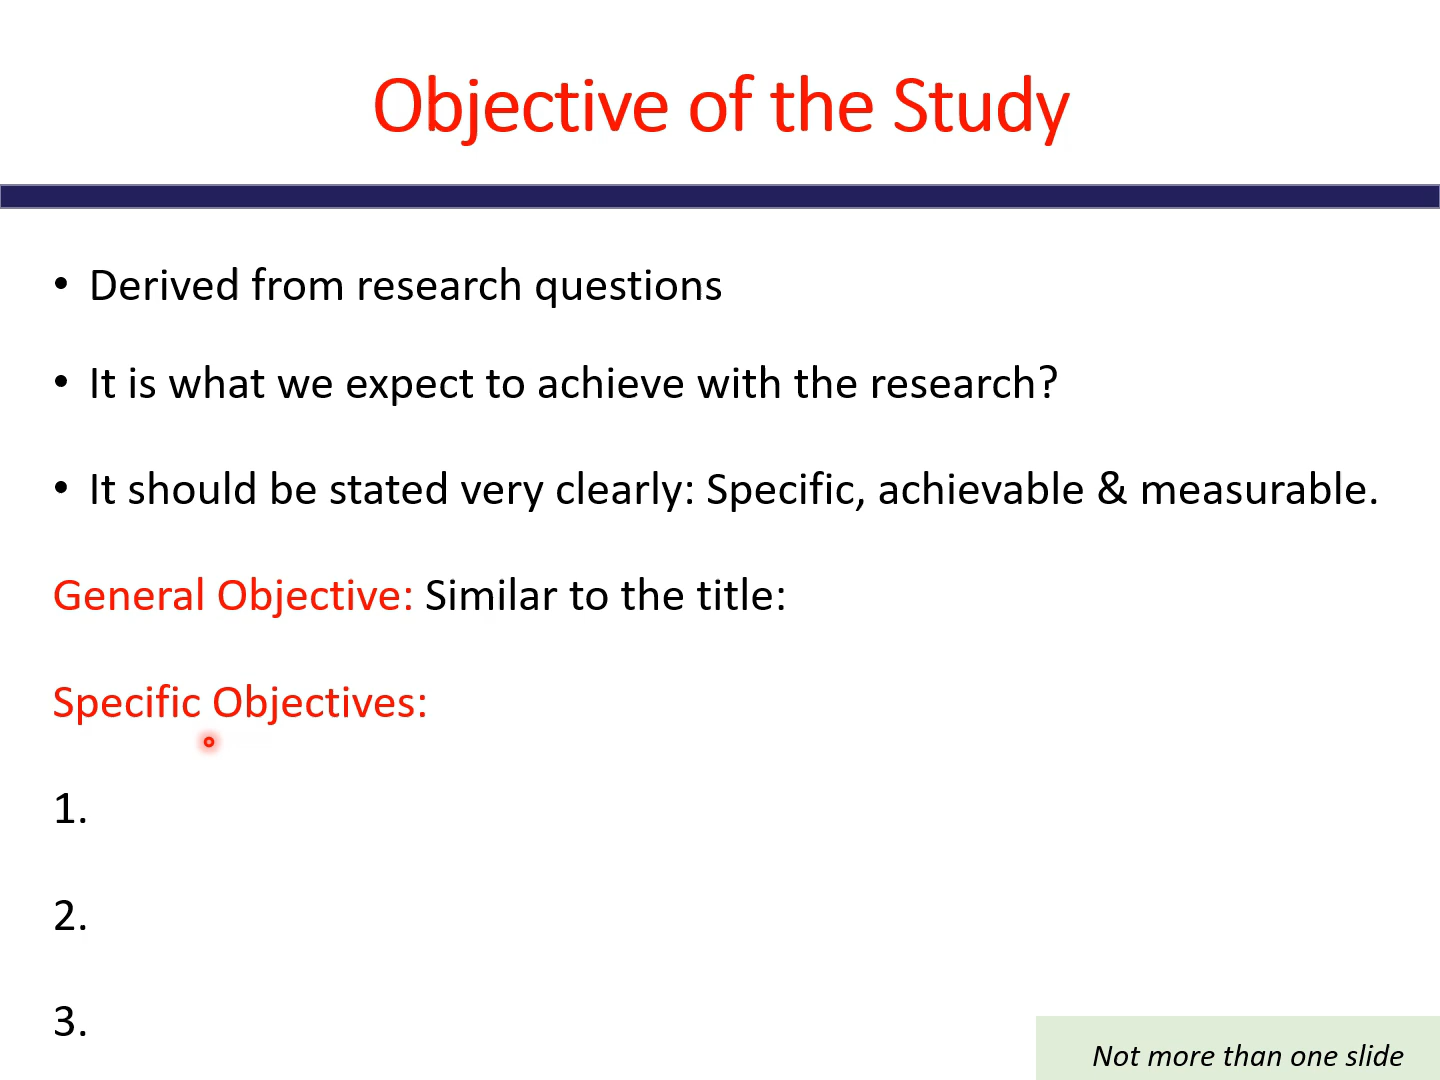 Objective of the Study
• Derived from research questions
• It is what we expect to achieve with the research?
• It should be stated very clearly: Specific, achievable & measurable.
General Objective: Similar to the title:
Specific Objectives:
1.
2.
3.
Not more than one slide